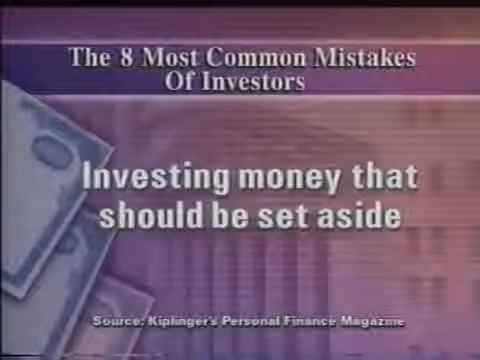 The 8 Most Common Mistakes
Of Investors
Investing money that
should be set aside
Source: Kiplinger's Personal Finance Magazine